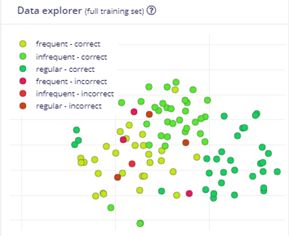 Data explorer (full training set) ?
frequent - correct
infrequent - correct
regular - correct
frequent - incorrect
infrequent - incorrect
regular - incorrect